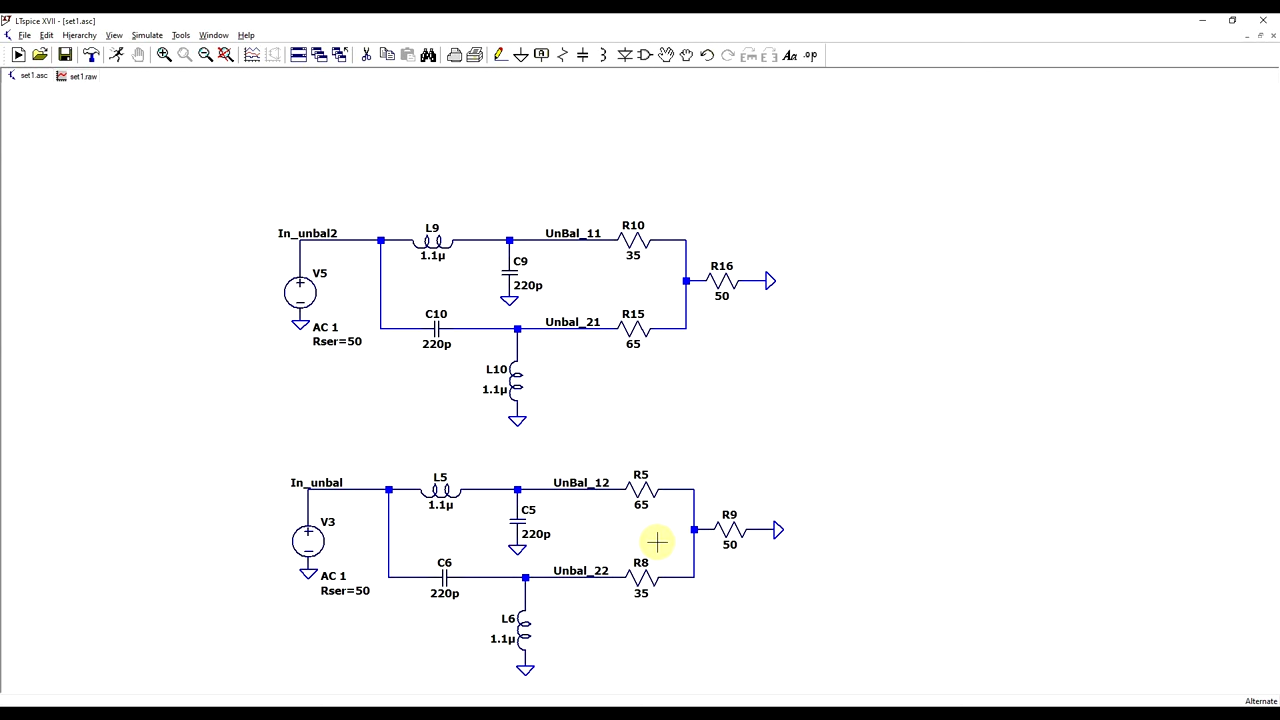 LTspice XVII - [set1.asc]
File Edit Hierarchy View Simulate Tools Window Help
set1.asc set1.raw
In_unbal2
L9
1.1µ
UnBal_11
R10
35
V5
C9
220p
R16
50
C10
220p
Unbal_21
R15
65
AC 1
Rser=50
L10
1.1µ
In_unbal
L5
1.1µ
UnBal_12
R5
65
V3
C5
220p
R9
50
C6
220p
Unbal_22
R8
35
AC 1
Rser=50
L6
1.1µ
Alternate